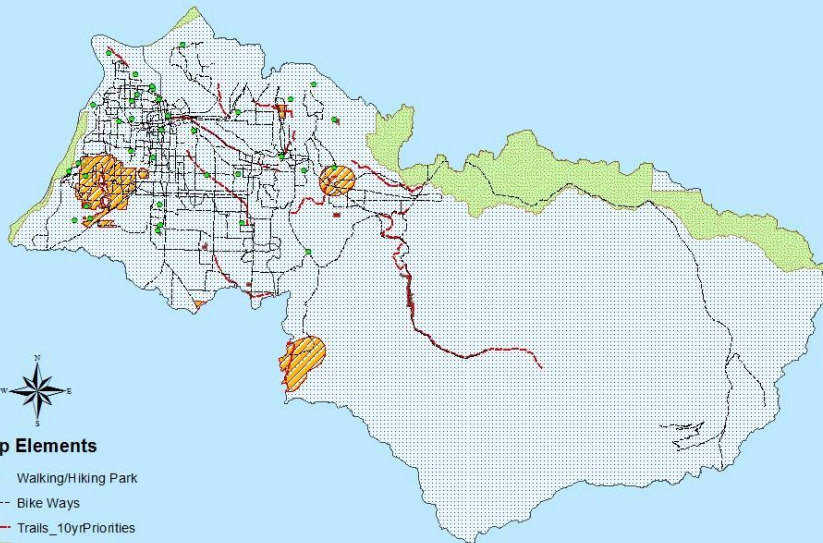 N
W E
S
p Elements
Walking/Hiking Park
Bike Ways
Trails_10yrPriorities